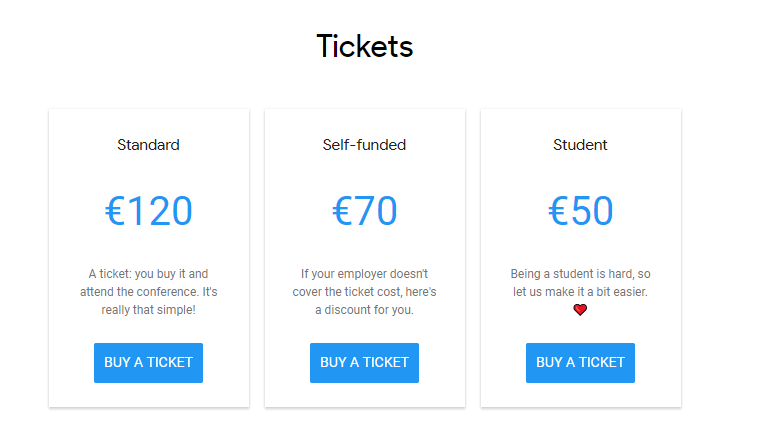 Tickets
Standard
€120
A ticket: you buy it and
attend the conference. It's
really that simple!
BUY A TICKET
Self-funded
€70
If your employer doesn't
cover the ticket cost, here's
a discount for you.
BUY A TICKET
Student
€50
Being a student is hard, so
let us make it a bit easier.
BUY A TICKET